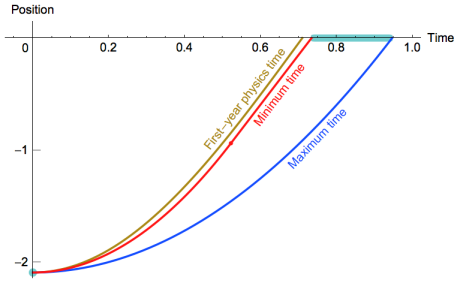 Position
0 0.2 0.4 0.6 0.8 1.0 Time
First-year physics time
Minimum time
Maximum time
-1
-2